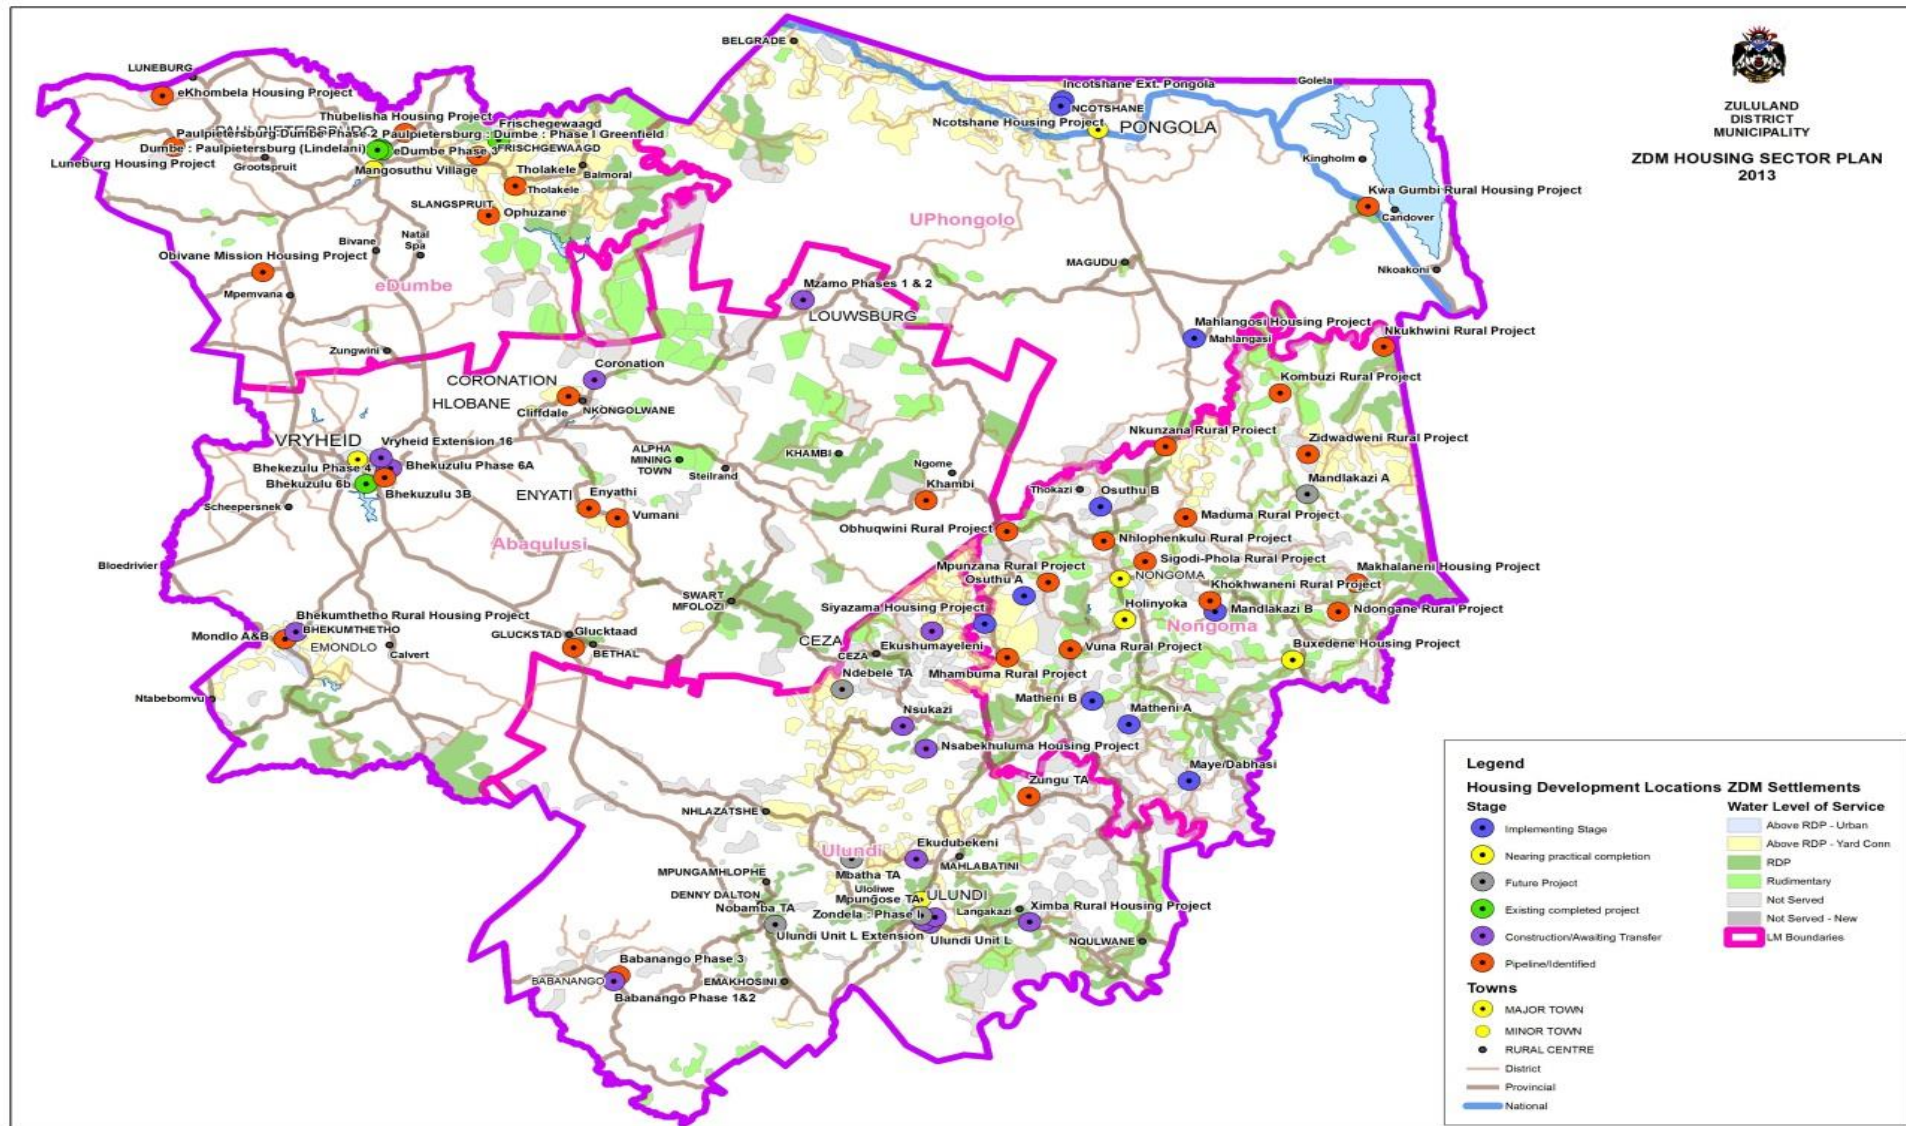 ZULULAND
DISTRICT
MUNICIPALITY
ZDM HOUSING SECTOR PLAN
2013
BELGRADE
LUNEBURG
eKhombela Housing Project
Thubelisha Housing Project
Frischegewaagd
Paulpietersburg Dumbe Phase 2
Paulpietersburg : Dumbe : Phase I Greenfield
Dumbe : Paulpietersburg (Lindelani)
eDumbe Phase 3
FRISCHGEWAAGD
Luneburg Housing Project
Grootspruit
Mangosuthu Village
Tholakele
Balmoral
Tholakele
SLANGSPRUIT
Ophuzane
Bivane
Natal
Spa
Obivane Mission Housing Project
Mpemvana
eDumbe
Zungwini
Incotshane Ext. Pongola
NCOTSHANE
Ncotshane Housing Project
PONGOLA
Golela
Kingholm
Kwa Gumbi Rural Housing Project
Candover
UPhongolo
MAGUDU
Nkoakoni
Mzamo Phases 1 & 2
LOUWSBURG
Mahlangosi Housing Project
Mahlangasi
Nkukhwini Rural Project
Coronation
CORONATION
HLOBANE
Cliffdale
NKONGOLWANE
Kombuzi Rural Project
VRYHEID
Vryheid Extension 16
Bhekezulu Phase 4
Bhekuzulu Phase 6A
Bhekuzulu 6b
Bhekuzulu 3B
Scheepersnek
ALPHA
MINING
TOWN
Steilrand
KHAMBI
Ngome
Khambi
Nkunzana Rural Project
Zidwadweni Rural Project
Mandlakazi A
Thokazi
Osuthu B
ENYATI
Enyathi
Vumani
Abaqulusi
Obhuqwini Rural Project
Maduma Rural Project
Nhlophenkulu Rural Project
Bloedrivier
Mpunzana Rural Project
Sigodi-Phola Rural Project
Makhalaneni Housing Project
Osuthu A
NONGOMA
Khokhwaneni Rural Project
SWART
MFOLOZI
Siyazama Housing Project
Holinyoka
Mandlakazi B
Ndongane Rural Project
Nongoma
Bhekumthetho Rural Housing Project
Mondlo A&B
BHEKUMTHETHO
EMONDLO
Calvert
GLUCKSTAD
Glucktaad
BETHAL
CEZA
CEZA
Ekushumayeleni
Vuna Rural Project
Buxedene Housing Project
Ndebele TA
Mhambuma Rural Project
Ntabebomvu
Matheni B
Matheni A
Nsukazi
Nsabekhuluma Housing Project
Zungu TA
Maye/Dabhasi
NHLAZATSHE
Ulundi
Ekudubekeni
MAHLABATINI
MPUNGAMHLOPHE
Mbatha TA
Uloliwe
DENNY DALTON
Mpungose TA
ULUNDI
Nobamba TA
Zondela : Phase I
Langakazi
Ximba Rural Housing Project
Ulundi Unit L Extension
Ulundi Unit L
NQULWANE
Babanango Phase 3
BABANANGO
EMAKHOSINI
Babanango Phase 1&2
Legend
Housing Development Locations
Stage
Implementing Stage
Nearing practical completion
Future Project
Existing completed project
Construction/Awaiting Transfer
Pipeline/Identified
Towns
MAJOR TOWN
MINOR TOWN
RURAL CENTRE
District
Provincial
National
ZDM Settlements
Water Level of Service
Above RDP - Urban
Above RDP - Yard Conn
RDP
Rudimentary
Not Served
Not Served - New
LM Boundaries